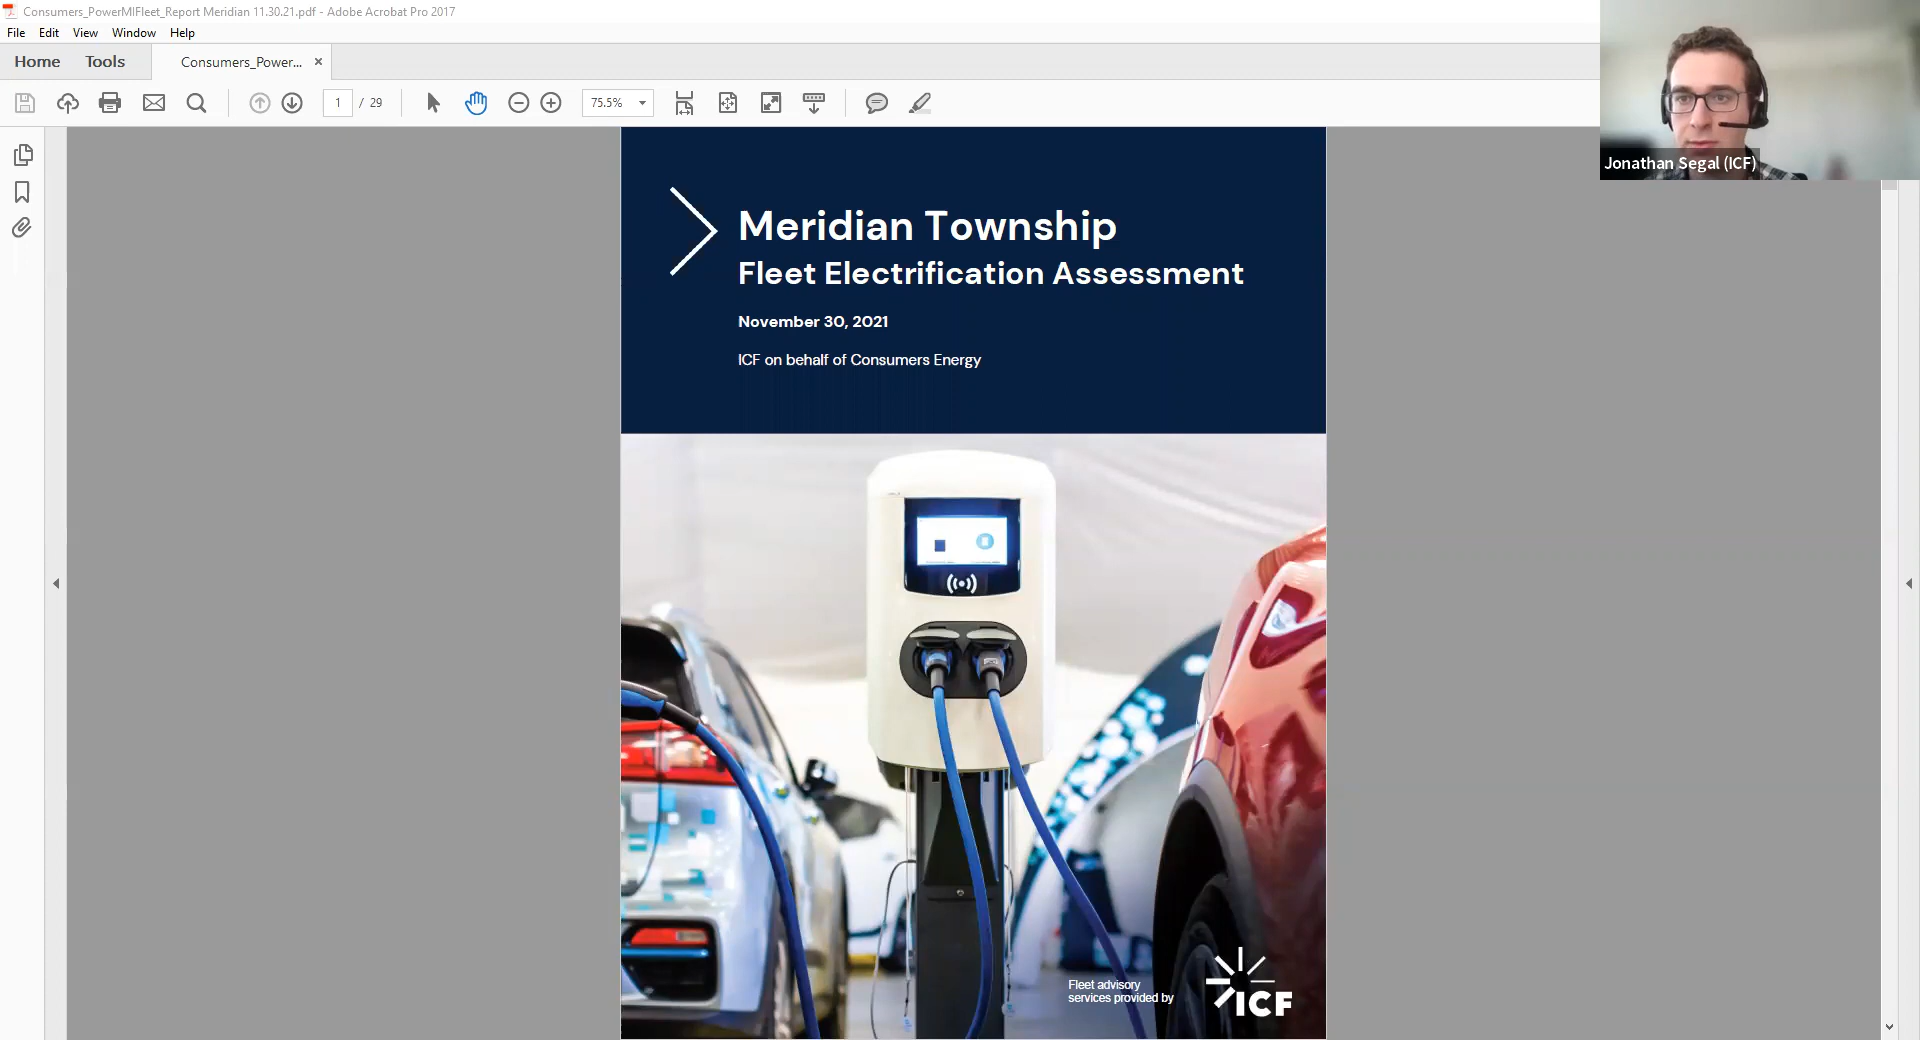 Consumers_PowerMIFleet_Report Meridian 11.30.21.pdf - Adobe Acrobat Pro 2017
File Edit View Window Help
Home Tools Consumers_Power... ×
1 / 29 75.5%
Jonathan Segal (ICF)
Meridian Township
Fleet Electrification Assessment
November 30, 2021
ICF on behalf of Consumers Energy
Fleet advisory
services provided by
ICF